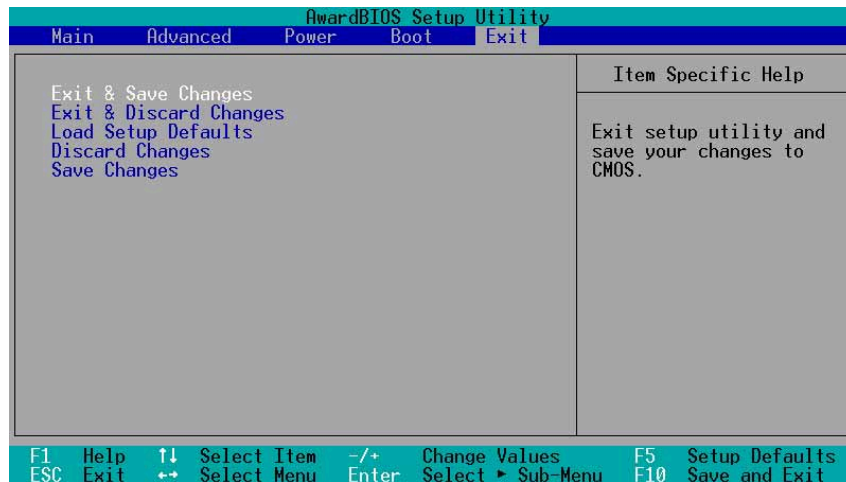 AwardBIOS Setup Utility
Main Advanced Power Boot Exit
Exit & Save Changes
Exit & Discard Changes
Load Setup Defaults
Discard Changes
Save Changes
Item Specific Help
Exit setup utility and
save your changes to
CMOS.
F1 Help ↑↓ Select Item -/+ Change Values F5 Setup Defaults
ESC Exit ←→ Select Menu Enter Select ► Sub-Menu F10 Save and Exit